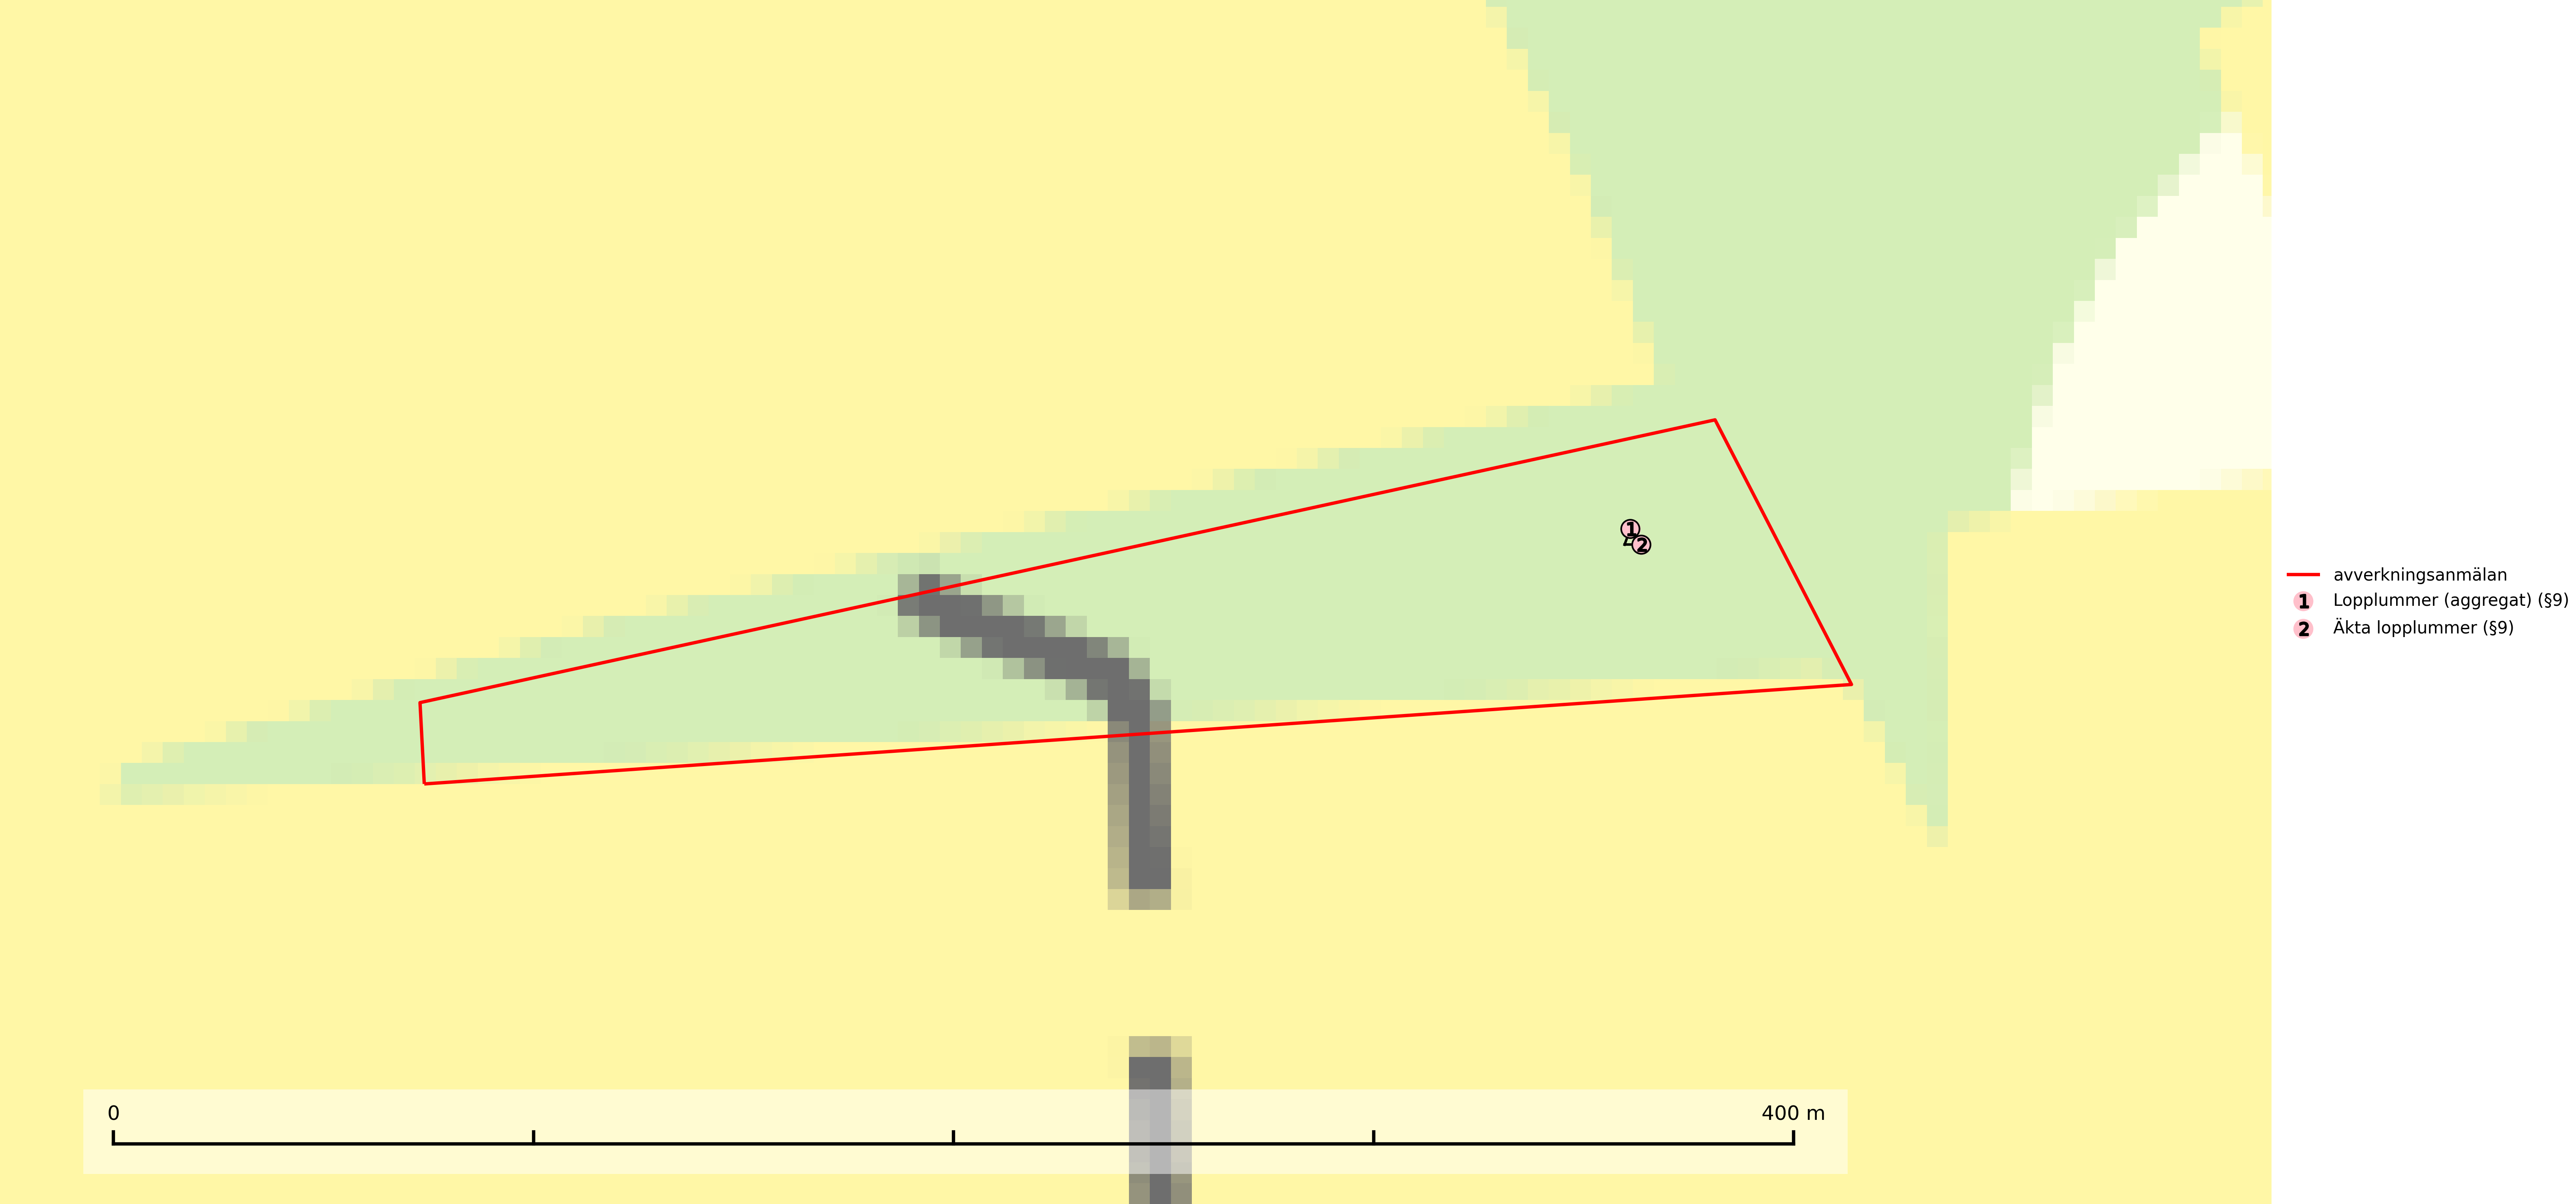 1
2
avverkningsanmälan
1 Lopplummer (aggregat) (§9)
2 Äkta lopplummer (§9)
0 400 m